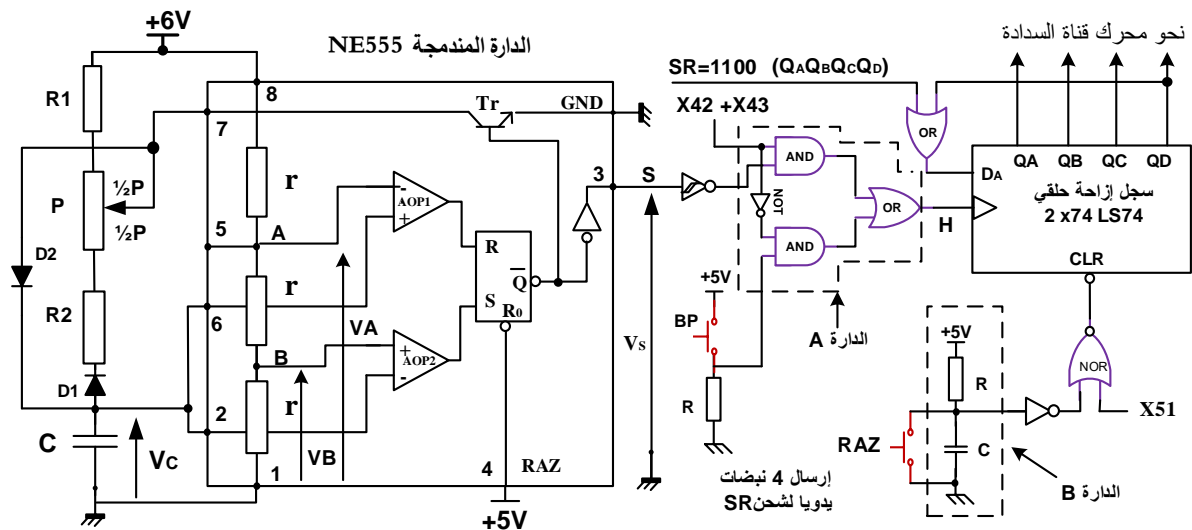 +6V
الدارة المندمجة NE555
R1
8
7
Tr
GND
r
½P
P
½P
5
A
AOP1
-
+
3
S
R
D2
r
Q
S
R0
6
VA
R2
B
+
-
AOP2
VS
D1
2
r
C
VC
VB
1
4
RAZ
+5V
نحو محرك قناة السدادة
SR=1100 (QAQBQCQD)
X42 +X43
OR
AND
NOT
OR
AND
QA QB QC QD
DA
سجل إزاحة حلقي
2 x74 LS74
H
CLR
+5V
BP
R
الدارة A
إرسال 4 نبضات
يدويا لشحن SR
+5V
R
NOR
RAZ
C
X51
الدارة B